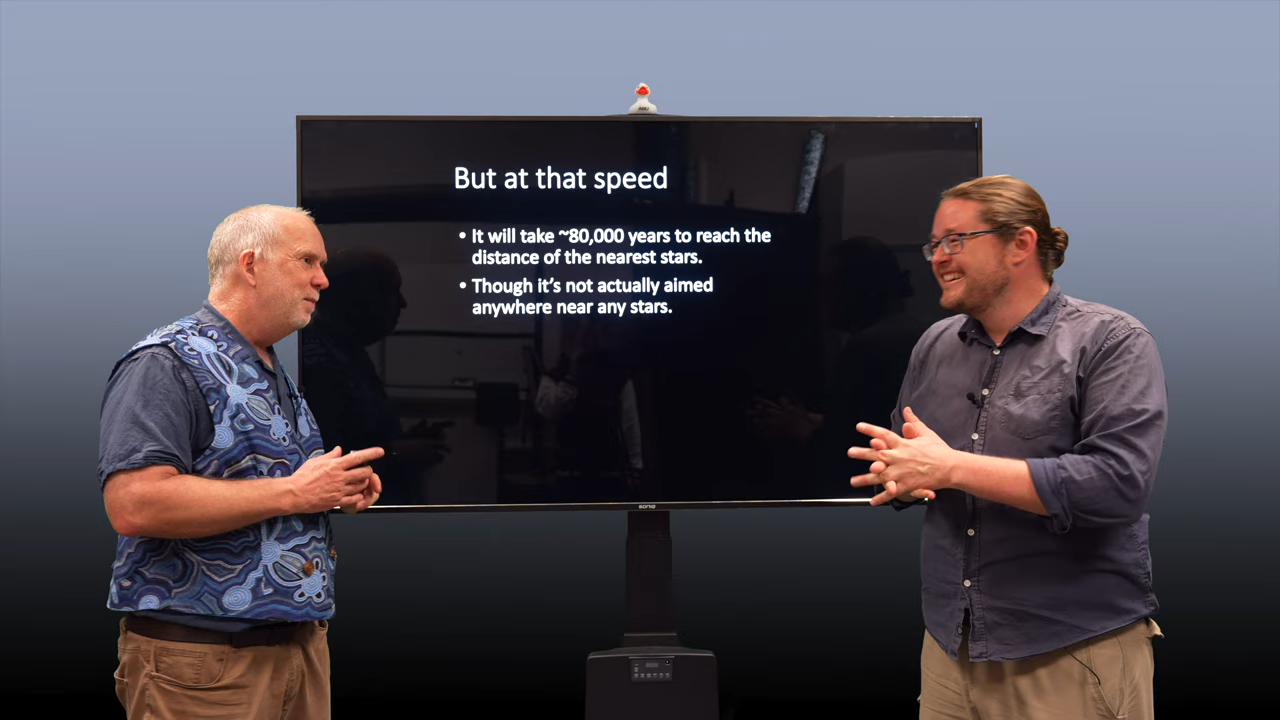 But at that speed
• It will take ~80,000 years to reach the
distance of the nearest stars.
• Though it's not actually aimed
anywhere near any stars.
soniq